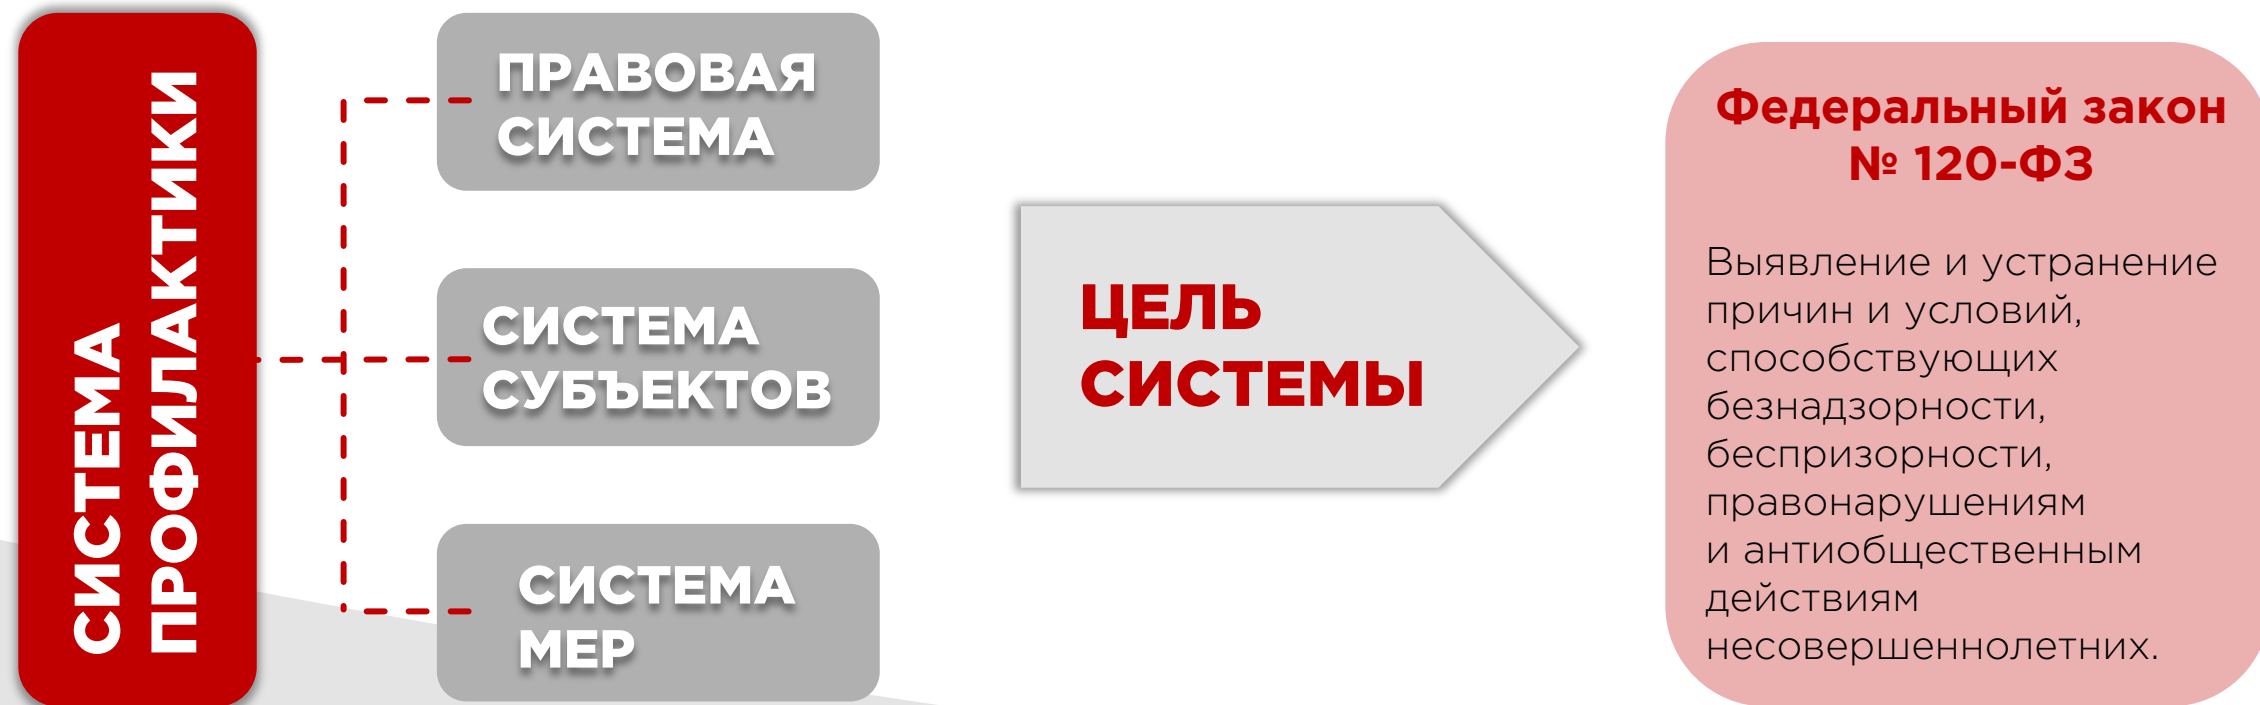 СИСТЕМА
ПРОФИЛАКТИКИ
ПРАВОВАЯ
СИСТЕМА
СИСТЕМА
СУБЪЕКТОВ
СИСТЕМА
МЕР
ЦЕЛЬ
СИСТЕМЫ
Федеральный закон
№ 120-ФЗ
Выявление и устранение
причин и условий,
способствующих
безнадзорности,
беспризорности,
правонарушениям
и антиобщественным
действиям
несовершеннолетних.